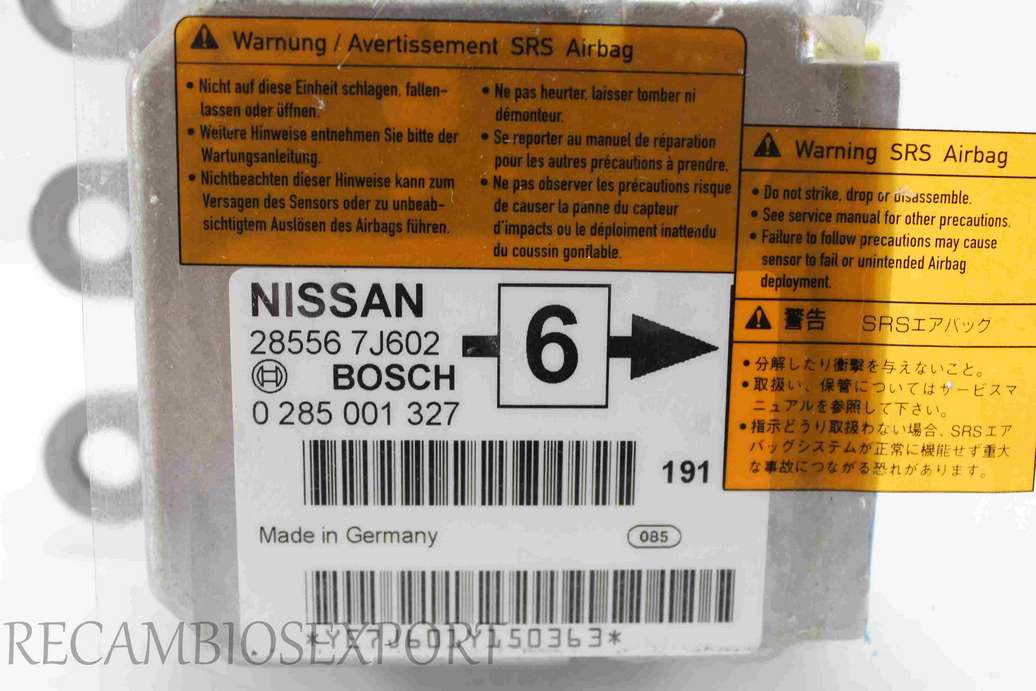 Warnung / Avertissement SRS Airbag
• Nicht auf diese Einheit schlagen, fallen-
lassen oder öffnen.
• Weitere Hinweise entnehmen Sie bitte der
Wartungsanleitung.
• Nichtbeachten dieser Hinweise kann zum
Versagen des Sensors oder zu unbeab-
sichtigtem Auslösen des Airbags führen.
• Ne pas heurter, laisser tomber ni
démonteur.
• Se reporter au manuel de réparation
pour les autres précautions à prendre.
• Ne pas observer les précautions risque
de causer la panne du capteur
d'impacts ou le déploiment inattendu
du coussin gonflable.
Warning SRS Airbag
• Do not strike, drop or disassemble.
• See service manual for other precautions.
• Failure to follow precautions may cause
sensor to fail or unintended Airbag
deployment.
警告 SRSエアバック
• 分解したり衝撃を与えないこと。
• 取扱い、保管についてはサービスマ
ニュアルを参照して下さい。
• 指示どうり取扱わない場合、SRSエア
バッグシステムが正常に機能せず重大
な事故につながる恐れがあります。
NISSAN
28556 7J602
BOSCH
0 285 001 327
6
191
Made in Germany
085
*YE7J601Y150363*
RECAMBIOSEXPORT